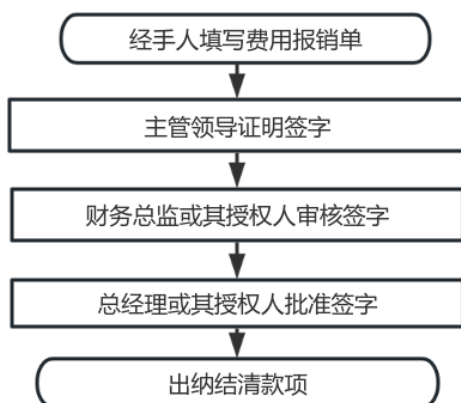 经手人填写费用报销单
主管领导证明签字
财务总监或其授权人审核签字
总经理或其授权人批准签字
出纳结清款项